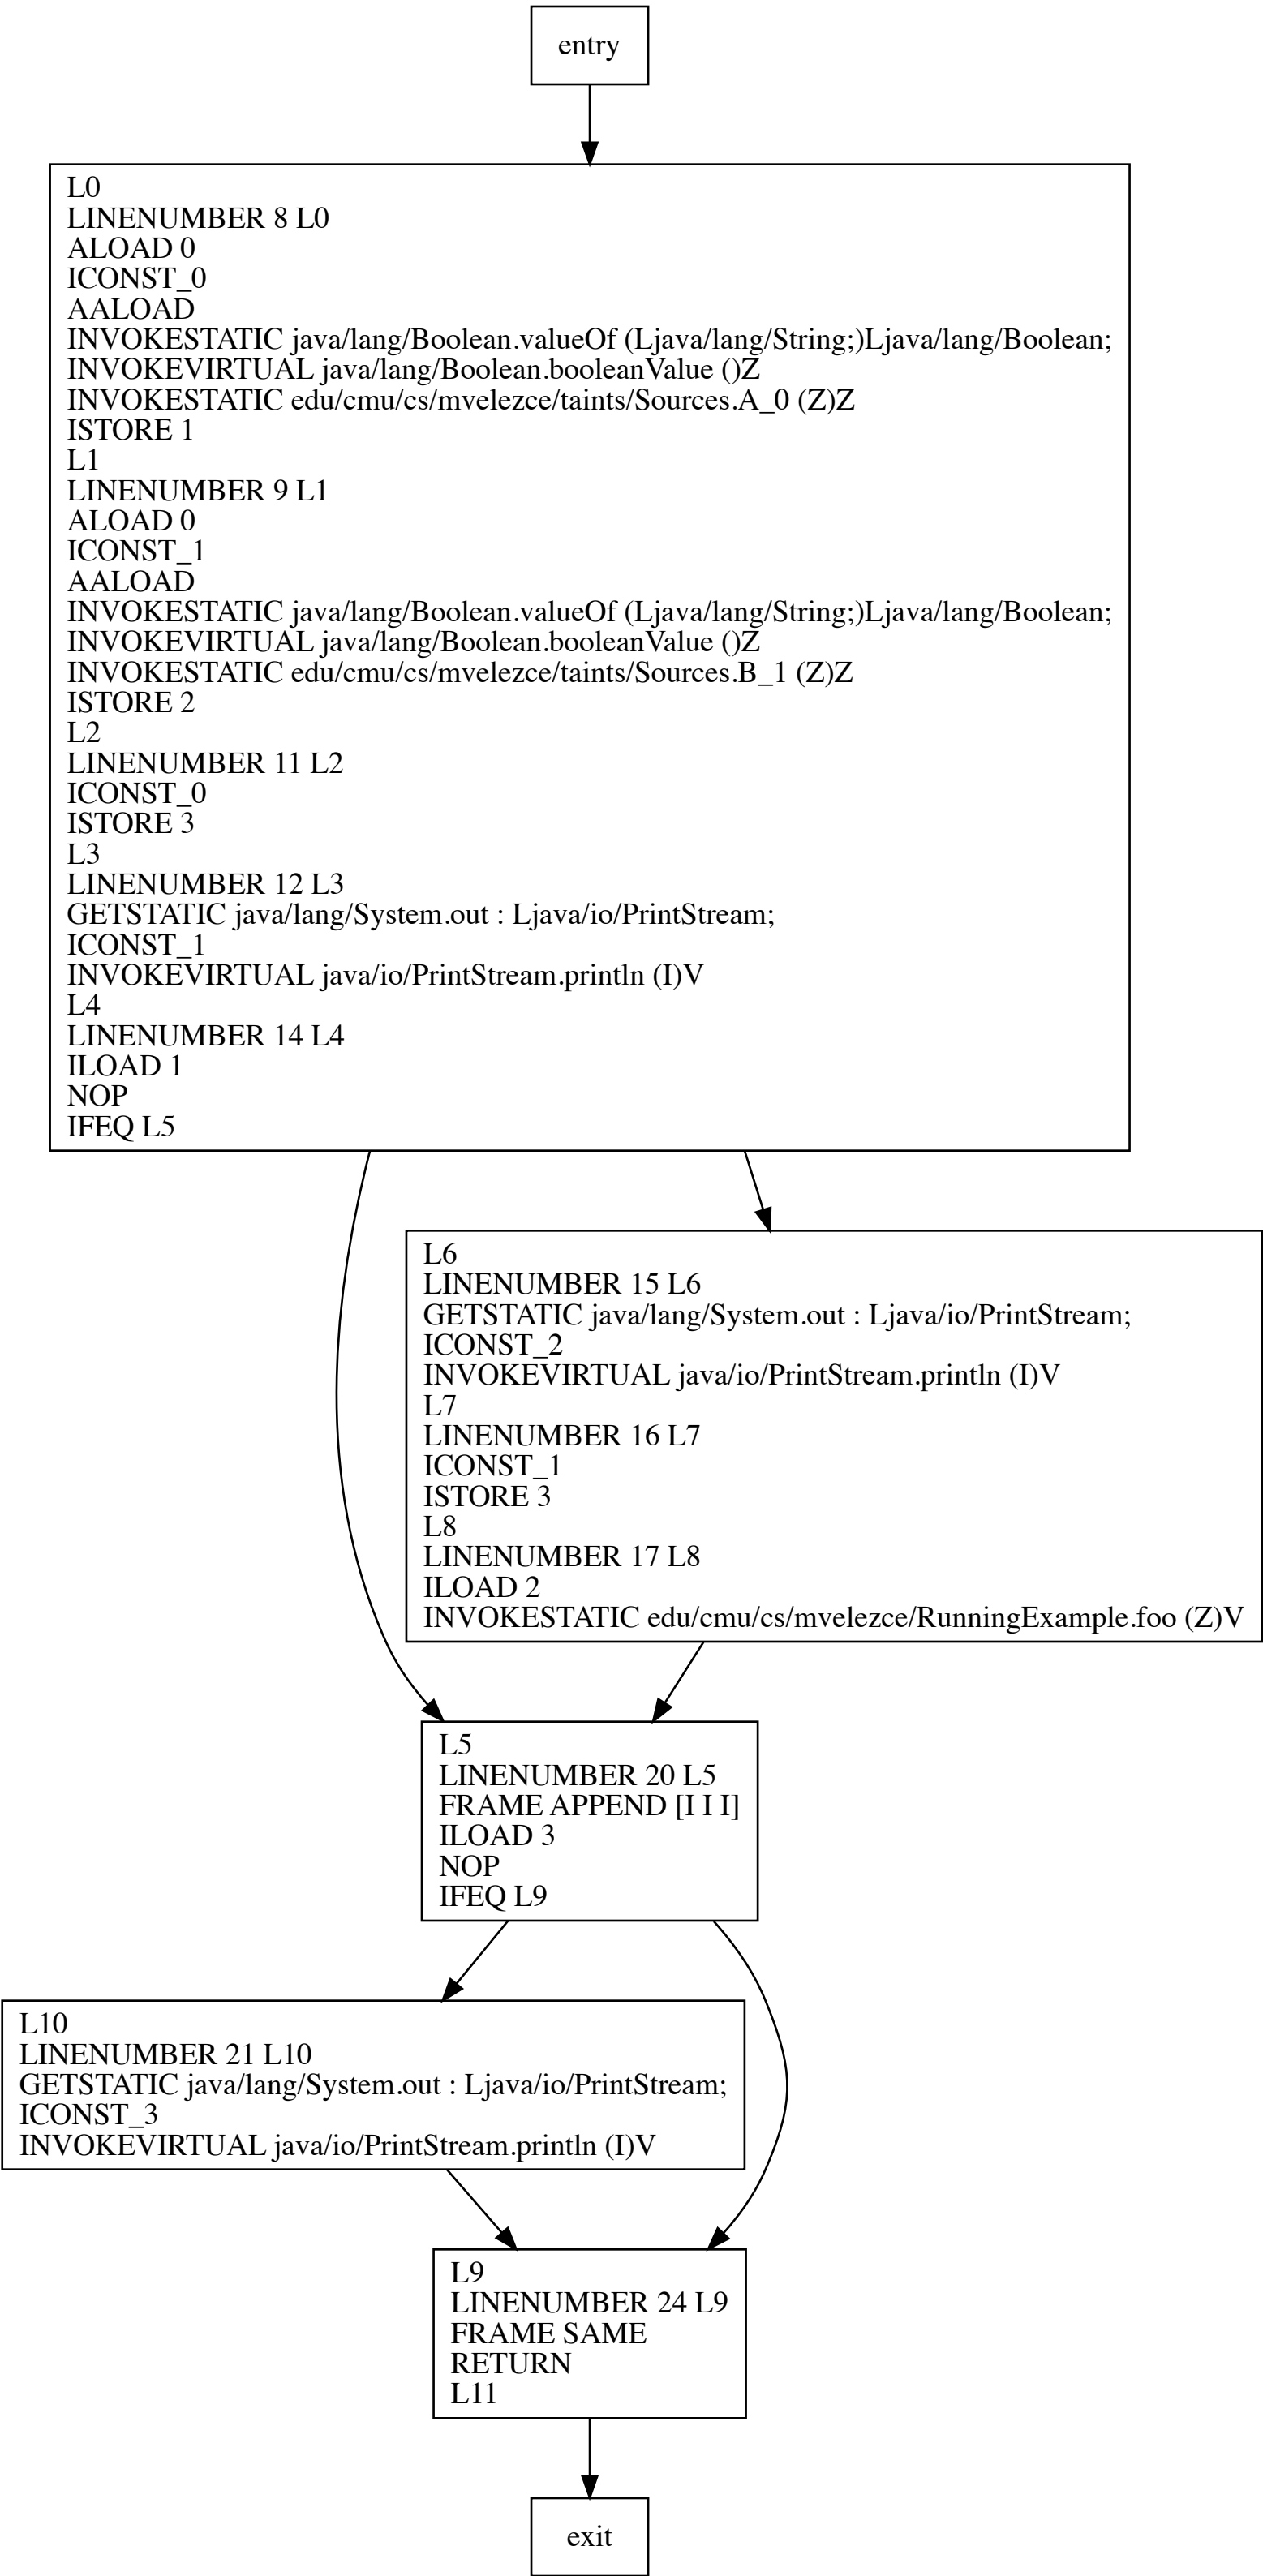 entry
L0
LINENUMBER 8 L0
ALOAD 0
ICONST_0
AALOAD
INVOKESTATIC java/lang/Boolean.valueOf (Ljava/lang/String;)Ljava/lang/Boolean;
INVOKEVIRTUAL java/lang/Boolean.booleanValue ()Z
INVOKESTATIC edu/cmu/cs/mvelezce/taints/Sources.A_0 (Z)Z
ISTORE 1
L1
LINENUMBER 9 L1
ALOAD 0
ICONST_1
AALOAD
INVOKESTATIC java/lang/Boolean.valueOf (Ljava/lang/String;)Ljava/lang/Boolean;
INVOKEVIRTUAL java/lang/Boolean.booleanValue ()Z
INVOKESTATIC edu/cmu/cs/mvelezce/taints/Sources.B_1 (Z)Z
ISTORE 2
L2
LINENUMBER 11 L2
ICONST_0
ISTORE 3
L3
LINENUMBER 12 L3
GETSTATIC java/lang/System.out : Ljava/io/PrintStream;
ICONST_1
INVOKEVIRTUAL java/io/PrintStream.println (I)V
L4
LINENUMBER 14 L4
ILOAD 1
NOP
IFEQ L5
L6
LINENUMBER 15 L6
GETSTATIC java/lang/System.out : Ljava/io/PrintStream;
ICONST_2
INVOKEVIRTUAL java/io/PrintStream.println (I)V
L7
LINENUMBER 16 L7
ICONST_1
ISTORE 3
L8
LINENUMBER 17 L8
ILOAD 2
INVOKESTATIC edu/cmu/cs/mvelezce/RunningExample.foo (Z)V
L5
LINENUMBER 20 L5
FRAME APPEND [I I I]
ILOAD 3
NOP
IFEQ L9
L10
LINENUMBER 21 L10
GETSTATIC java/lang/System.out : Ljava/io/PrintStream;
ICONST_3
INVOKEVIRTUAL java/io/PrintStream.println (I)V
L9
LINENUMBER 24 L9
FRAME SAME
RETURN
L11
exit